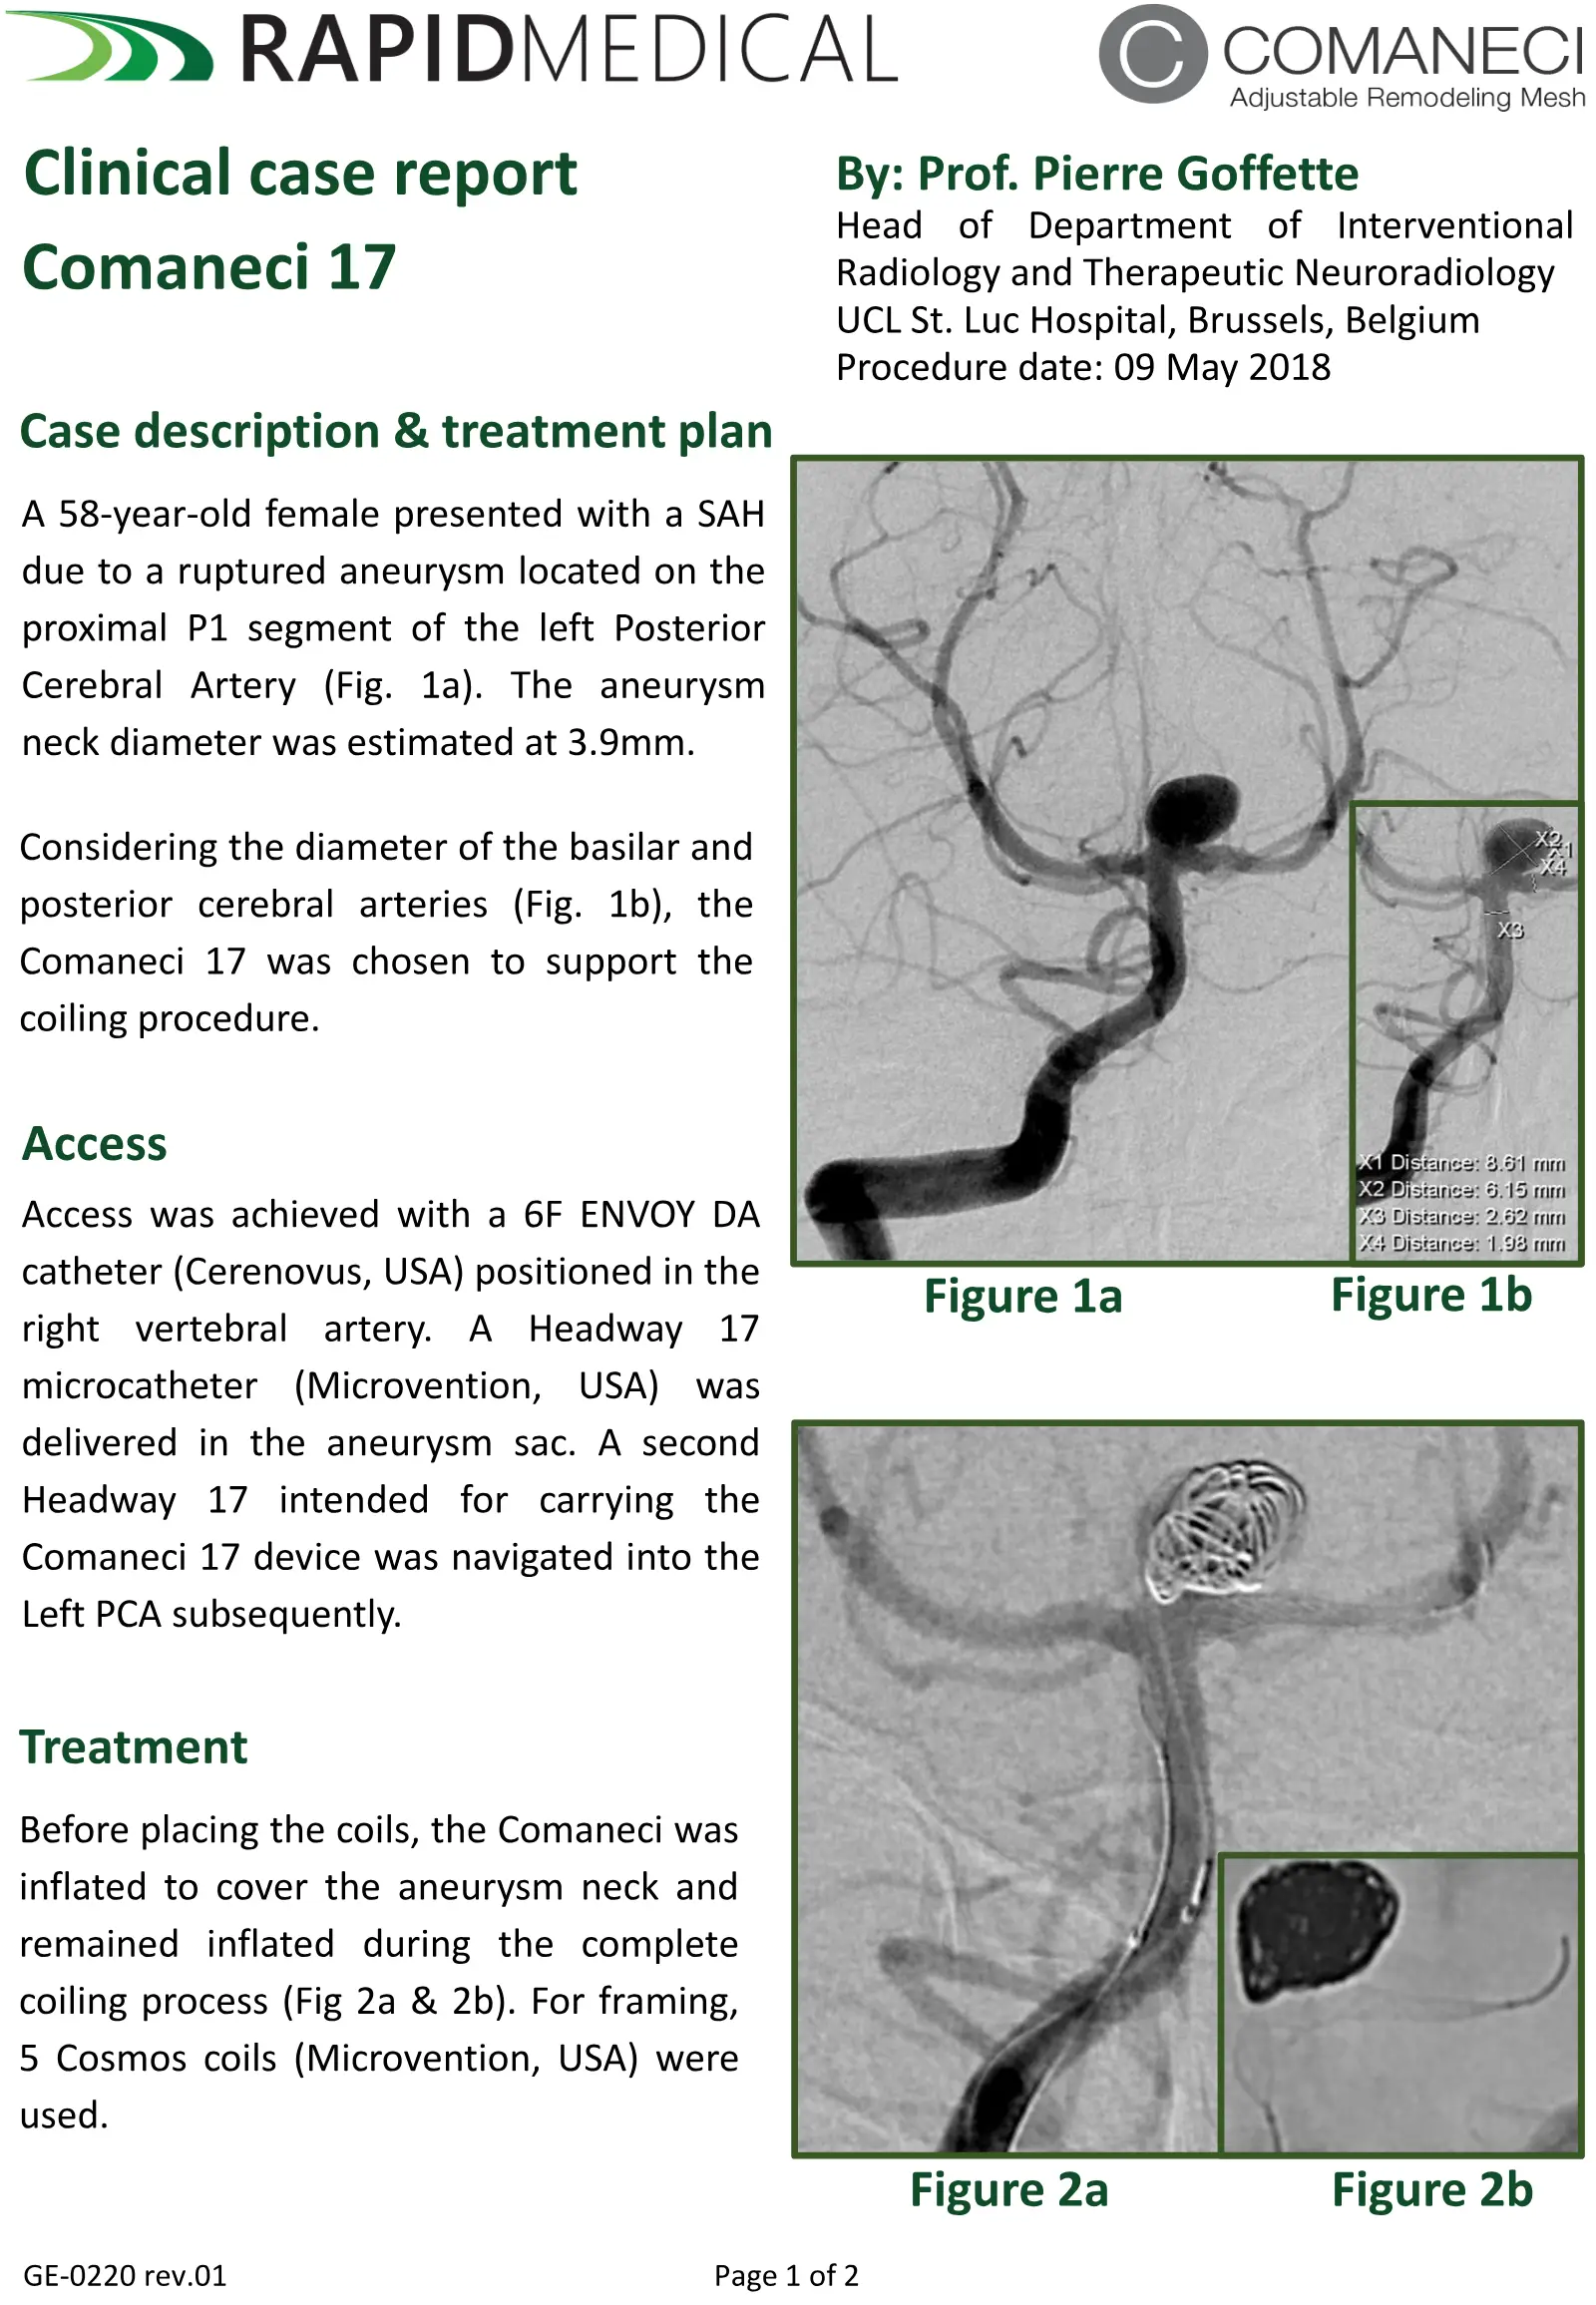 RAPIDMEDICAL
C COMANECI
Adjustable Remodeling Mesh
Clinical case report
Comaneci 17
By: Prof. Pierre Goffette
Head of Department of Interventional
Radiology and Therapeutic Neuroradiology
UCL St. Luc Hospital, Brussels, Belgium
Procedure date: 09 May 2018
Case description & treatment plan
A 58-year-old female presented with a SAH
due to a ruptured aneurysm located on the
proximal P1 segment of the left Posterior
Cerebral Artery (Fig. 1a). The aneurysm
neck diameter was estimated at 3.9mm.
Considering the diameter of the basilar and
posterior cerebral arteries (Fig. 1b), the
Comaneci 17 was chosen to support the
coiling procedure.
Access
Access was achieved with a 6F ENVOY DA
catheter (Cerenovus, USA) positioned in the
right vertebral artery. A Headway 17
microcatheter (Microvention, USA) was
delivered in the aneurysm sac. A second
Headway 17 intended for carrying the
Comaneci 17 device was navigated into the
Left PCA subsequently.
Treatment
Before placing the coils, the Comaneci was
inflated to cover the aneurysm neck and
remained inflated during the complete
coiling process (Fig 2a & 2b). For framing,
5 Cosmos coils (Microvention, USA) were
used.
X2
X1
X4
X3
X1 Distance: 8.61 mm
X2 Distance: 6.15 mm
X3 Distance: 2.62 mm
X4 Distance: 1.98 mm
Figure 1a
Figure 1b
Figure 2a
Figure 2b
GE-0220 rev.01
Page 1 of 2